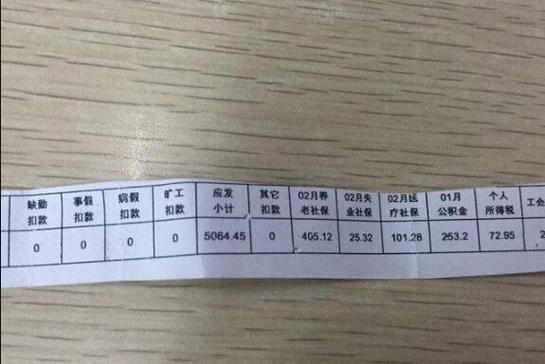 缺勤 事假 病假 旷工 应发 其它 02月养 02月失 02月医 01月 个人 工会
扣款 扣款 扣款 扣款 小计 扣款 老社保 业社保 疗社保 公积金 所得税
0 0 0 0 5064.45 0 405.12 25.32 101.28 253.2 72.95 2